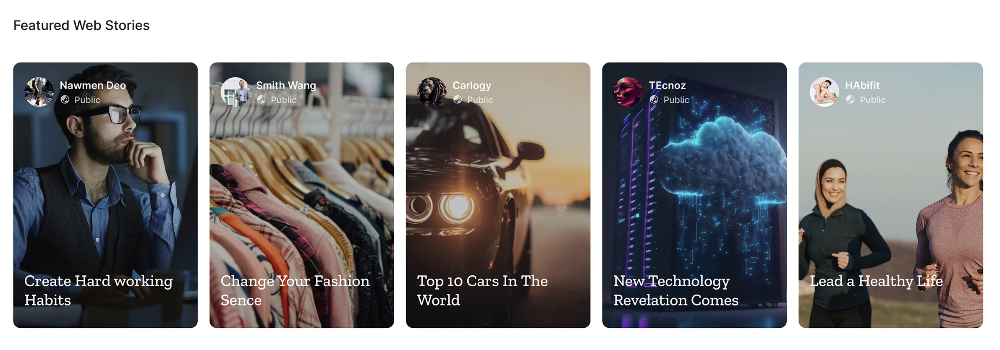 Featured Web Stories
Nawmen Deo
Public
Create Hard working
Habits
Smith Wang
Public
Change Your Fashion
Sence
Carlogy
Public
Top 10 Cars In The
World
TEcnoz
Public
New Technology
Revelation Comes
HAbifit
Public
Lead a Healthy Life